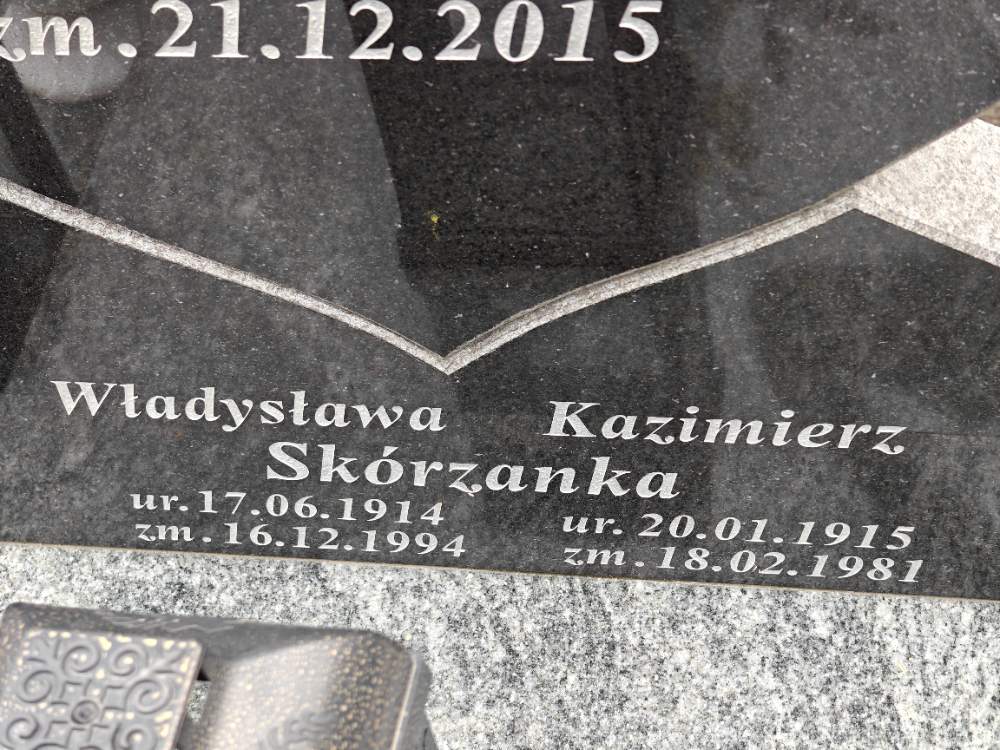 zm. 21.12.2015
Władysława Kazimierz
Skórzanka
ur. 17.06.1914 ur. 20.01.1915
zm. 16.12.1994 zm. 18.02.1981